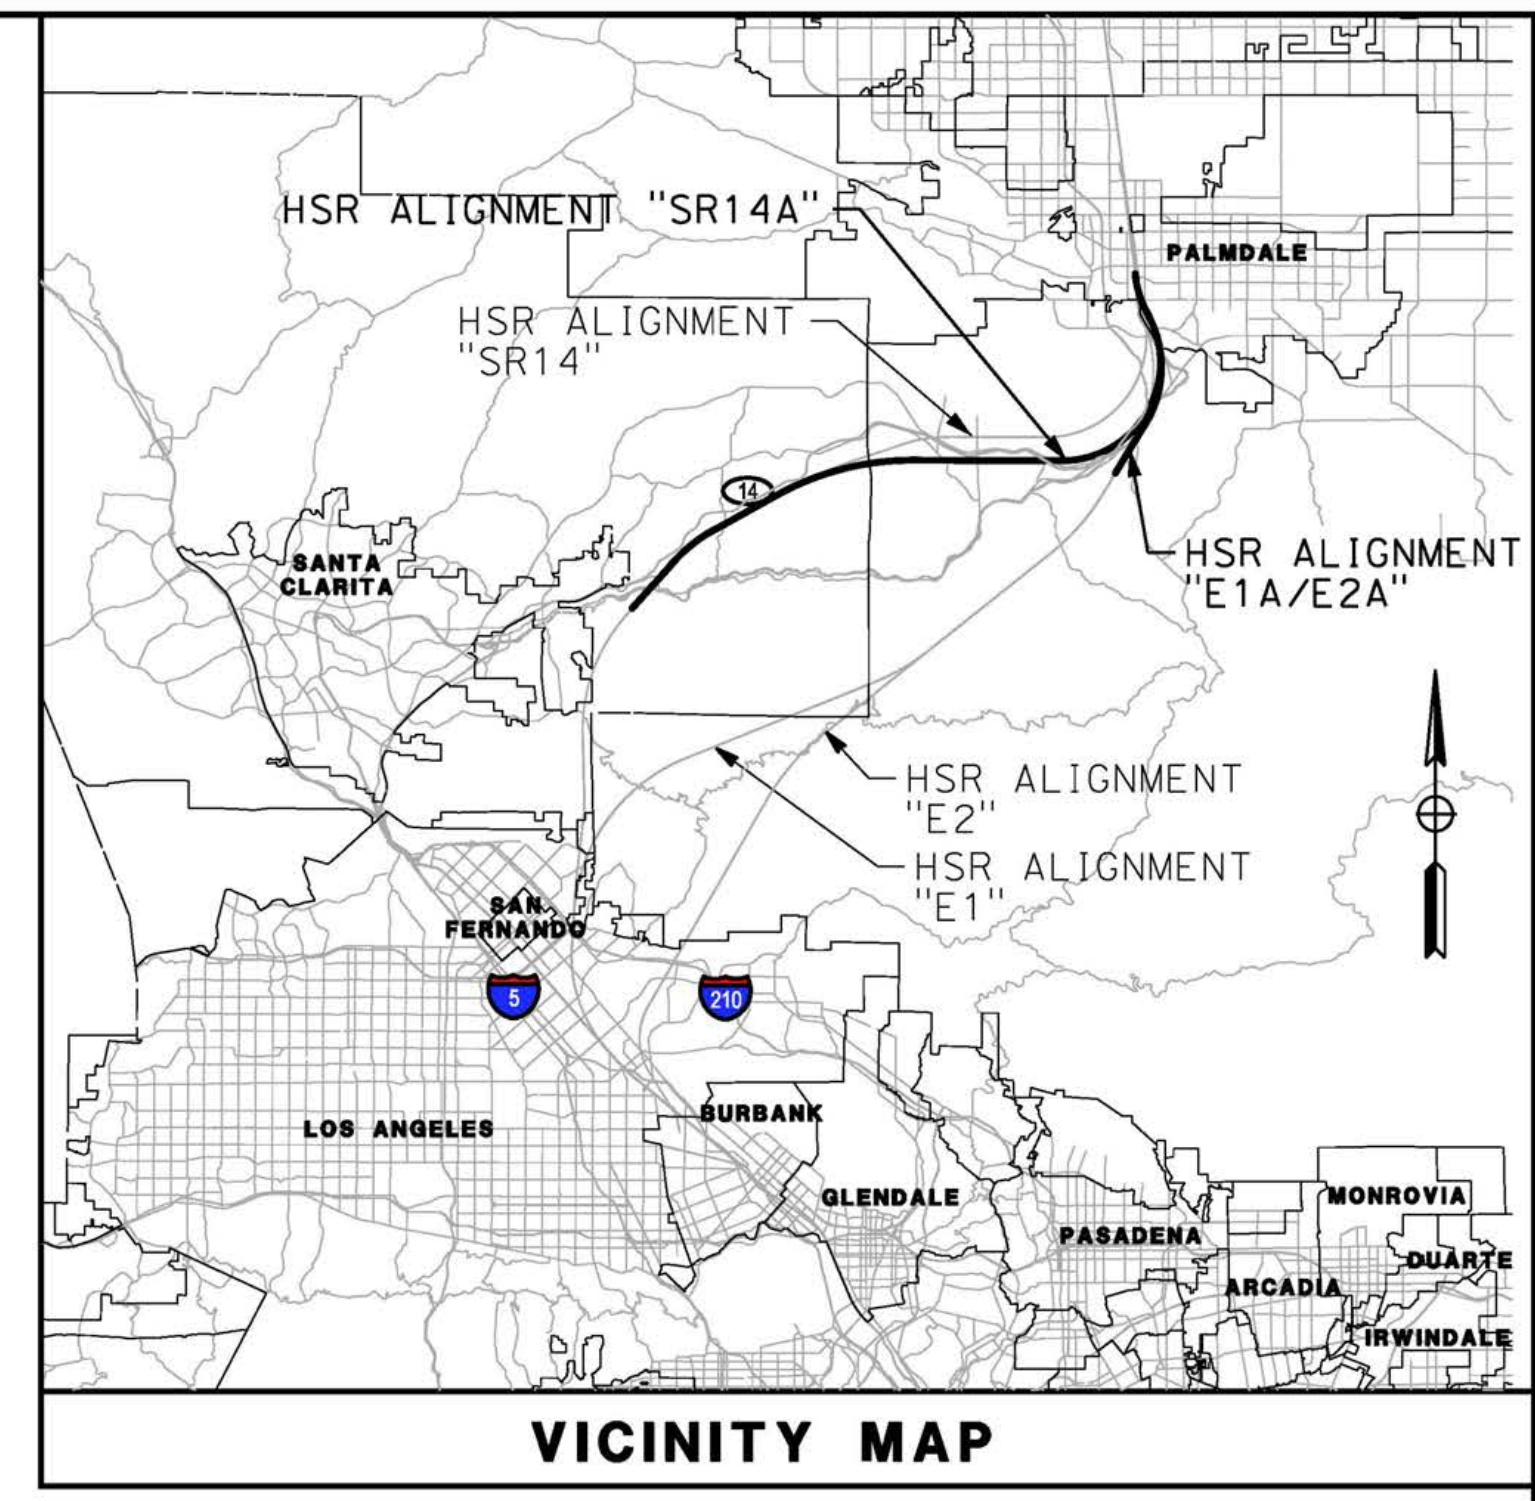 HSR ALIGNMENT "SR14A"
PALMDALE
HSR ALIGNMENT
"SR14"
14
HSR ALIGNMENT
"E1A/E2A"
SANTA
CLARITA
HSR ALIGNMENT
"E2"
HSR ALIGNMENT
"E1"
SAN
FERNANDO
5
210
LOS ANGELES
BURBANK
GLENDALE
MONROVIA
PASADENA
DUARTE
ARCADIA
IRWINDALE
VICINITY MAP